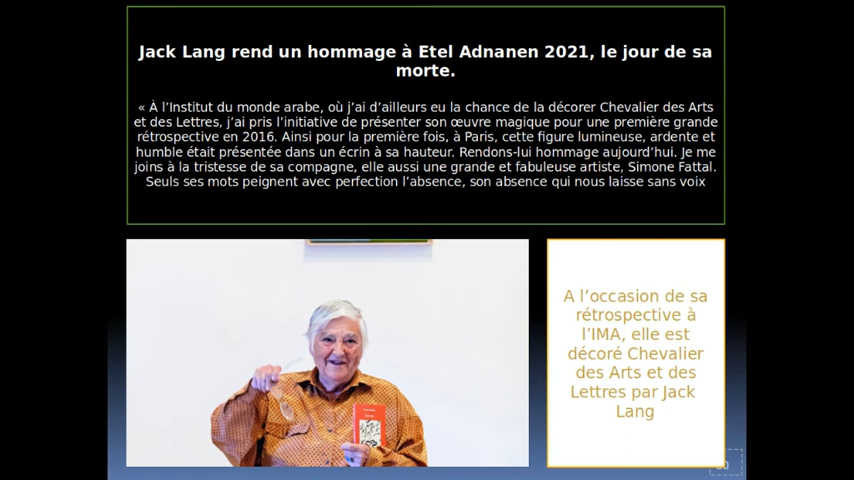 Jack Lang rend un hommage à Etel Adnanen 2021, le jour de sa
morte.
« À l’Institut du monde arabe, où j’ai d’ailleurs eu la chance de la décorer Chevalier des Arts
et des Lettres, j’ai pris l’initiative de présenter son œuvre magique pour une première grande
rétrospective en 2016. Ainsi pour la première fois, à Paris, cette figure lumineuse, ardente et
humble était présentée dans un écrin à sa hauteur. Rendons-lui hommage aujourd’hui. Je me
joins à la tristesse de sa compagne, elle aussi une grande et fabuleuse artiste, Simone Fattal.
Seuls ses mots peignent avec perfection l’absence, son absence qui nous laisse sans voix
A l’occasion de sa
rétrospective à
l’IMA, elle est
décoré Chevalier
des Arts et des
Lettres par Jack
Lang